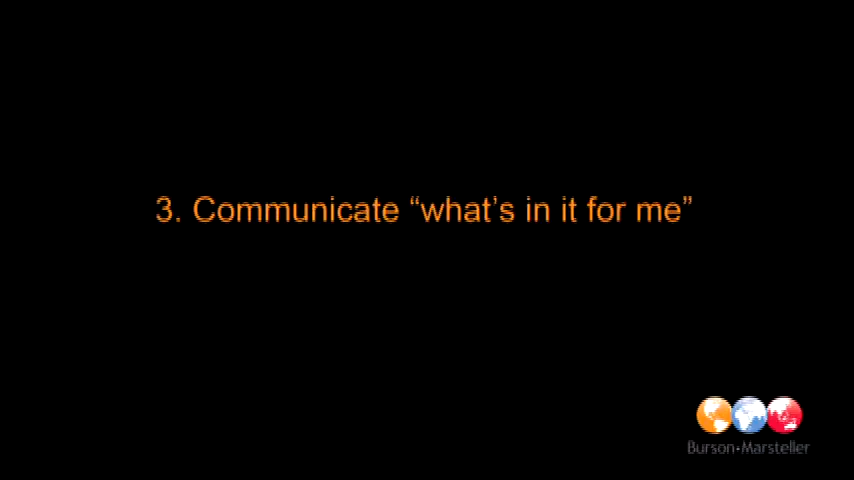 3. Communicate “what’s in it for me”
Burson•Marsteller